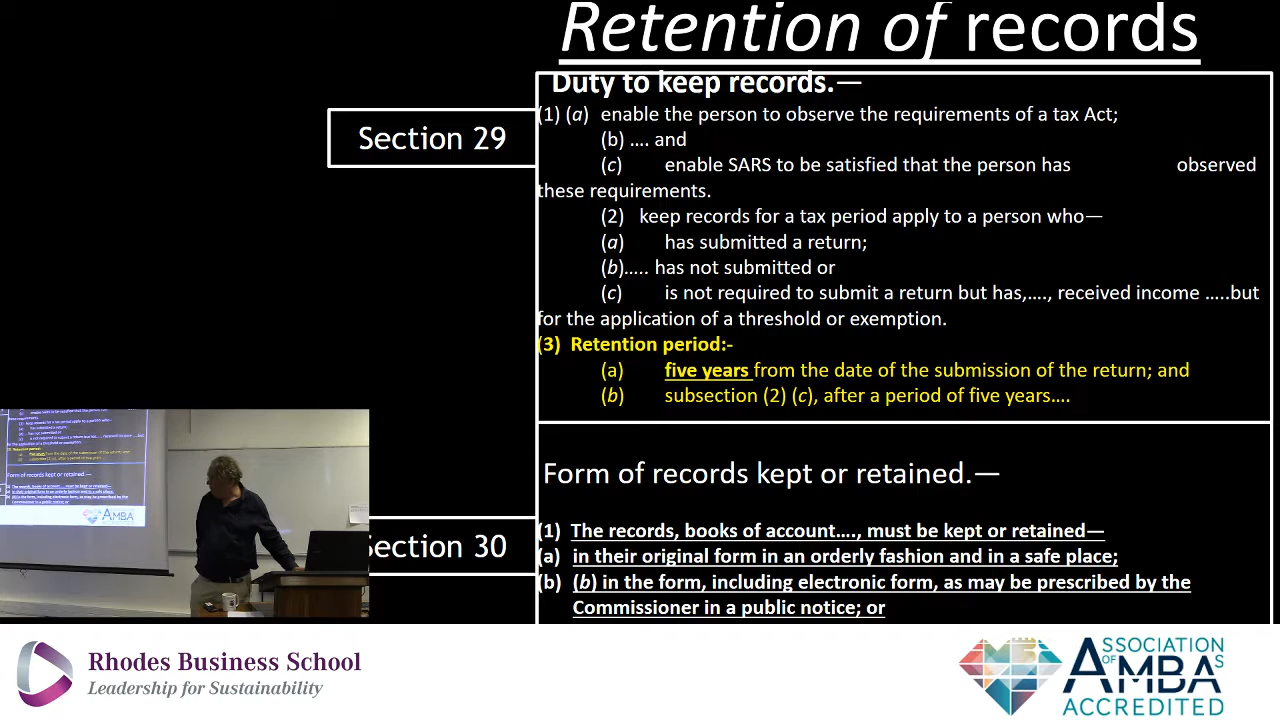 Retention of records
Duty to keep records.—
Section 29
(1) (a) enable the person to observe the requirements of a tax Act;
(b) .... and
(c) enable SARS to be satisfied that the person has observed
these requirements.
(2) keep records for a tax period apply to a person who—
(a) has submitted a return;
(b)..... has not submitted or
(c) is not required to submit a return but has,...., received income .....but
for the application of a threshold or exemption.
(3) Retention period:-
(a) five years from the date of the submission of the return; and
(b) subsection (2) (c), after a period of five years....
Form of records kept or retained.—
Section 30
(1) The records, books of account...., must be kept or retained—
(a) in their original form in an orderly fashion and in a safe place;
(b) (b) in the form, including electronic form, as may be prescribed by the
Commissioner in a public notice; or
Form of records kept or retained.—
AMBA
Rhodes Business School
Leadership for Sustainability
ASSOCIATION
OF AMBAs
ACCREDITED